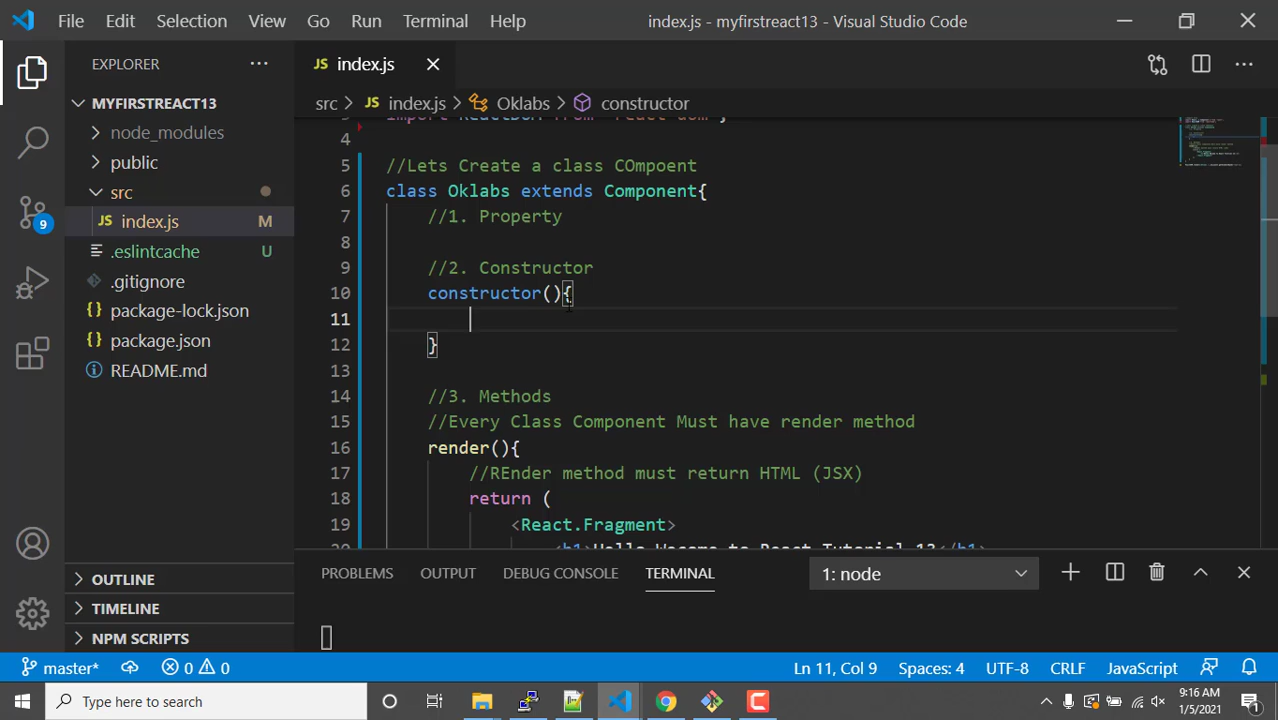 File Edit Selection View Go Run Terminal Help index.js - myfirstreact13 - Visual Studio Code
EXPLORER
MYFIRSTREACT13
node_modules
public
src
JS index.js M
.eslintcache U
.gitignore
{} package-lock.json
{} package.json
README.md
OUTLINE
TIMELINE
NPM SCRIPTS
9
JS index.js
src > JS index.js > Oklabs > constructor
4
5 //Lets Create a class COmpoent
6 class Oklabs extends Component{
7 //1. Property
8
9 //2. Constructor
10 constructor(){
11
12 }
13
14 //3. Methods
15 //Every Class Component Must have render method
16 render(){
17 //REnder method must return HTML (JSX)
18 return (
19 <React.Fragment>
PROBLEMS OUTPUT DEBUG CONSOLE TERMINAL 1: node
master* 0 0 Ln 11, Col 9 Spaces: 4 UTF-8 CRLF JavaScript
Type here to search
9:16 AM
1/5/2021
1